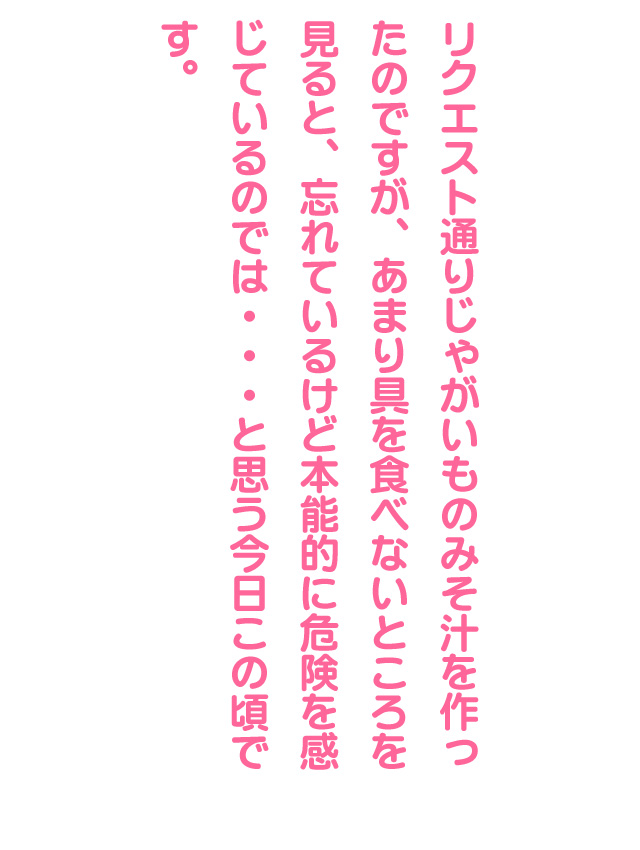 リクエスト通りじゃがいものみそ汁を作っ
たのですが、あまり具を食べないところを
見ると、忘れているけど本能的に危険を感
じているのでは・・・と思う今日この頃で
す。